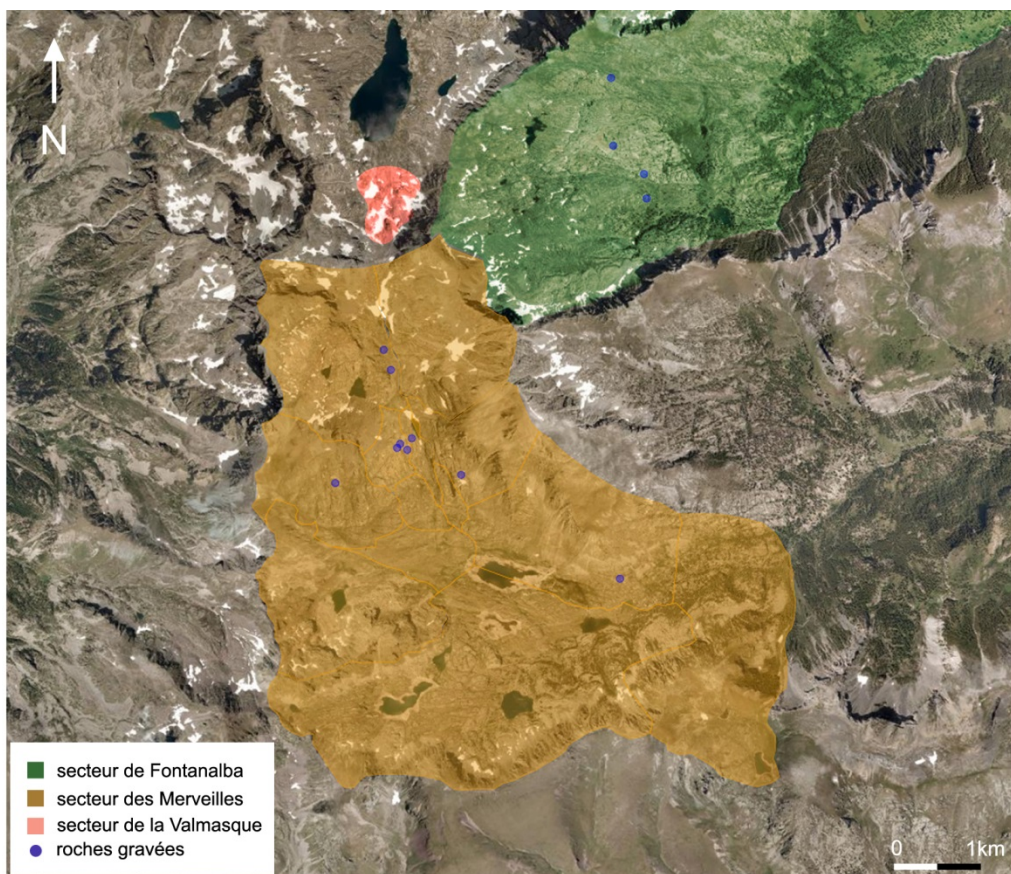 N
secteur de Fontanalba
secteur des Merveilles
secteur de la Valmasque
roches gravées
0 1km